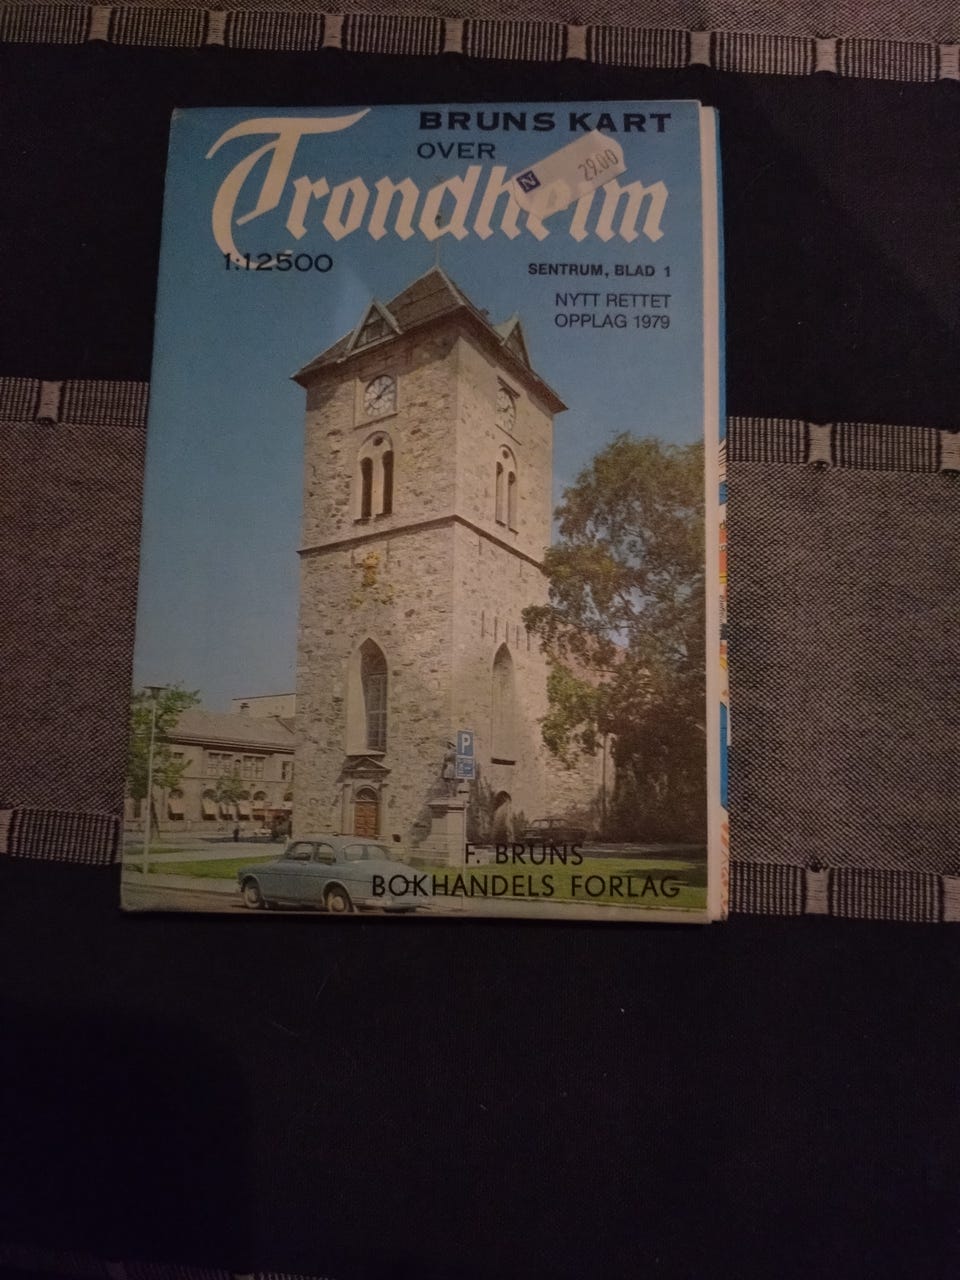 BRUNS KART
OVER
Trondheim
N 29.00
1:12500
SENTRUM, BLAD 1
NYTT RETTET
OPPLAG 1979
P
F. BRUNS
BOKHANDELS FORLAG